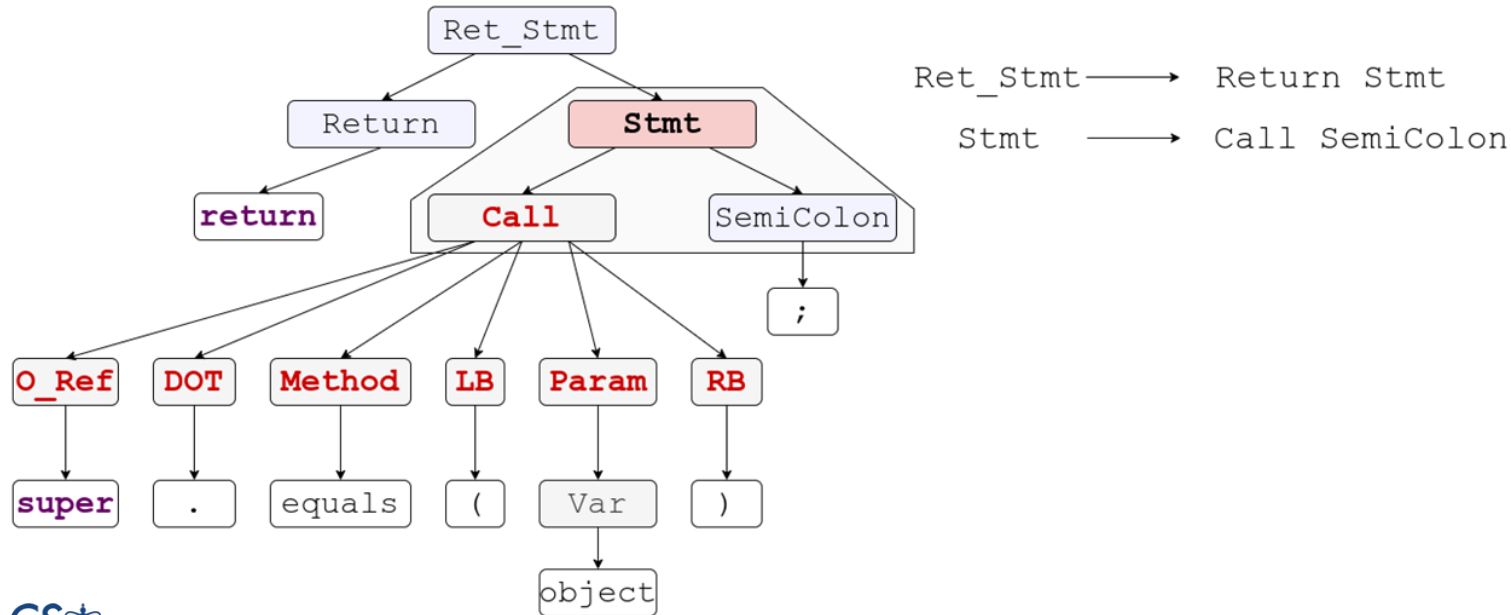 Ret_Stmt
Ret_Stmt Return Stmt
Return Stmt
Stmt Call SemiColon
return Call SemiColon
;
O_Ref DOT Method LB Param RB
super . equals ( Var )
object